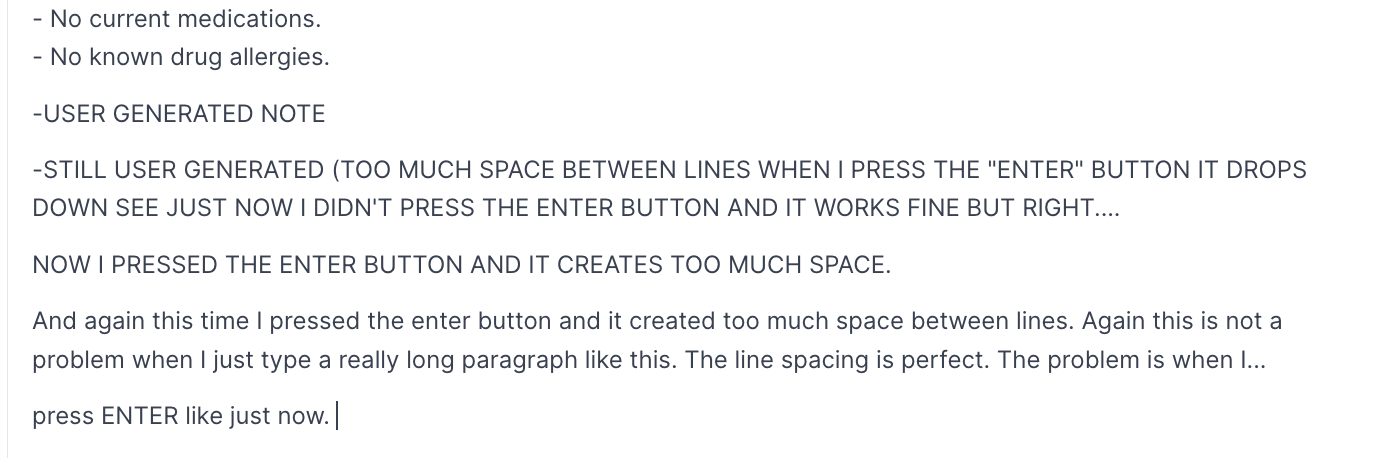 - No current medications.
- No known drug allergies.
-USER GENERATED NOTE
-STILL USER GENERATED (TOO MUCH SPACE BETWEEN LINES WHEN I PRESS THE "ENTER" BUTTON IT DROPS
DOWN SEE JUST NOW I DIDN'T PRESS THE ENTER BUTTON AND IT WORKS FINE BUT RIGHT....
NOW I PRESSED THE ENTER BUTTON AND IT CREATES TOO MUCH SPACE.
And again this time I pressed the enter button and it created too much space between lines. Again this is not a
problem when I just type a really long paragraph like this. The line spacing is perfect. The problem is when I...
press ENTER like just now.